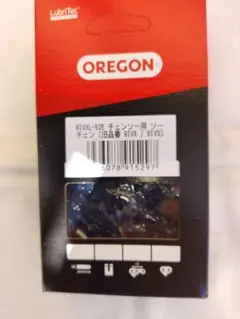 LubriTec
OREGON
91VXL-52E チェンソー用 ソー
チェン (旧品番 91VX / 91VS)